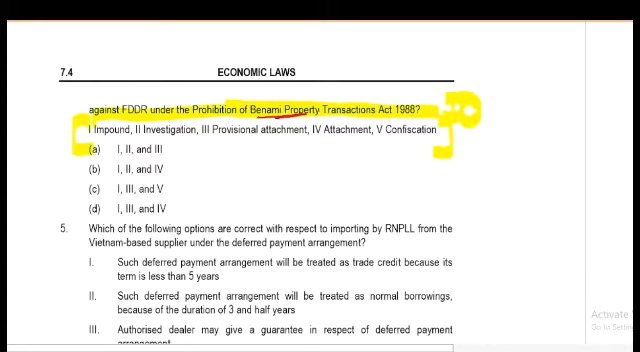 7.4 ECONOMIC LAWS
against FDDR under the Prohibition of Benami Property Transactions Act 1988?
I Impound, II Investigation, III Provisional attachment, IV Attachment, V Confiscation
(a) I, II, and III
(b) I, II, and IV
(c) I, III, and V
(d) I, III, and IV
5. Which of the following options are correct with respect to importing by RNPLL from the
Vietnam-based supplier under the deferred payment arrangement?
I. Such deferred payment arrangement will be treated as trade credit because its
term is less than 5 years
II. Such deferred payment arrangement will be treated as normal borrowings,
because of the duration of 3 and half years
III. Authorised dealer may give a guarantee in respect of deferred payment
arrangement
Activate
Go to Settin